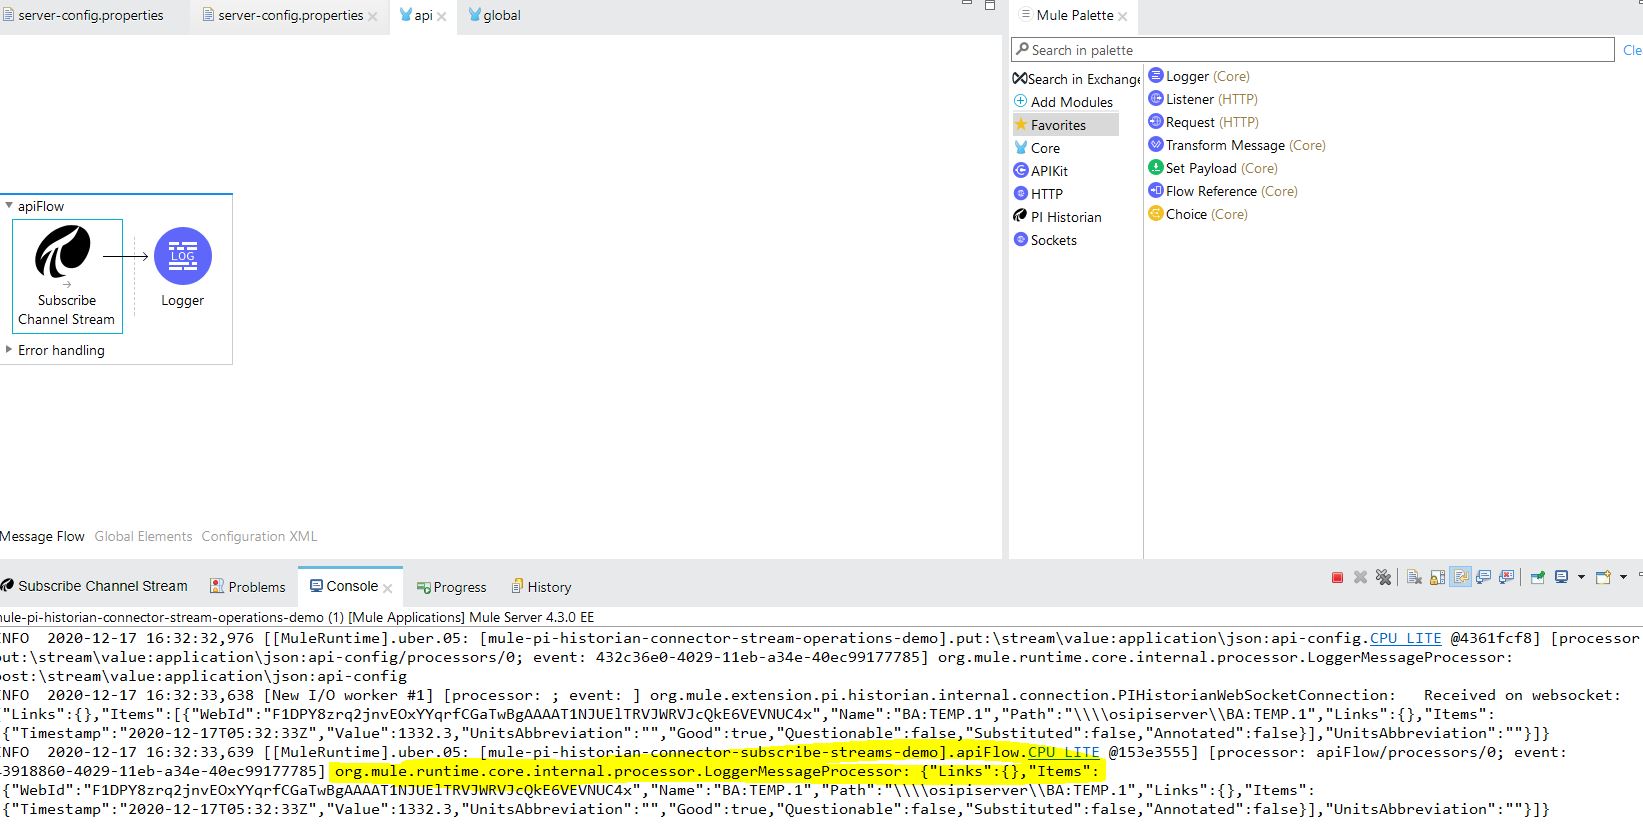 server-config.properties
server-config.properties
api
global
Mule Palette
Search in palette
Cle
Search in Exchange
Add Modules
Favorites
Core
APIKit
HTTP
PI Historian
Sockets
Logger (Core)
Listener (HTTP)
Request (HTTP)
Transform Message (Core)
Set Payload (Core)
Flow Reference (Core)
Choice (Core)
apiFlow
LOG
Subscribe
Channel Stream
Logger
Error handling
Message Flow Global Elements Configuration XML
Subscribe Channel Stream Problems Console Progress History
mule-pi-historian-connector-stream-operations-demo (1) [Mule Applications] Mule Server 4.3.0 EE
INFO 2020-12-17 16:32:32,976 [[MuleRuntime].uber.05: [mule-pi-historian-connector-stream-operations-demo].put:\stream\value:application\json:api-config.CPU_LITE @4361fcf8] [processor
put:\stream\value:application\json:api-config/processors/0; event: 432c36e0-4029-11eb-a34e-40ec99177785] org.mule.runtime.core.internal.processor.LoggerMessageProcessor:
post:\stream\value:application\json:api-config
INFO 2020-12-17 16:32:33,638 [New I/O worker #1] [processor: ; event: ] org.mule.extension.pi.historian.internal.connection.PIHistorianWebSocketConnection: Received on websocket:
{"Links":{},"Items":[{"WebId":"F1DPY8zrq2jnvEOxYYqrfCGaTwBgAAAAT1NJUElTRVJWRVJcQkE6VEVNUC4x","Name":"BA:TEMP.1","Path":"\\\\osipiserver\\BA:TEMP.1","Links":{},"Items":
[{"Timestamp":"2020-12-17T05:32:33Z","Value":1332.3,"UnitsAbbreviation":"","Good":true,"Questionable":false,"Substituted":false,"Annotated":false}],"UnitsAbbreviation":""}]}
INFO 2020-12-17 16:32:33,639 [[MuleRuntime].uber.05: [mule-pi-historian-connector-subscribe-streams-demo].apiFlow.CPU_LITE @153e3555] [processor: apiFlow/processors/0; event:
43918860-4029-11eb-a34e-40ec99177785] org.mule.runtime.core.internal.processor.LoggerMessageProcessor: {"Links":{},"Items":
[{"WebId":"F1DPY8zrq2jnvEOxYYqrfCGaTwBgAAAAT1NJUElTRVJWRVJcQkE6VEVNUC4x","Name":"BA:TEMP.1","Path":"\\\\osipiserver\\BA:TEMP.1","Links":{},"Items":
[{"Timestamp":"2020-12-17T05:32:33Z","Value":1332.3,"UnitsAbbreviation":"","Good":true,"Questionable":false,"Substituted":false,"Annotated":false}],"UnitsAbbreviation":""}]}